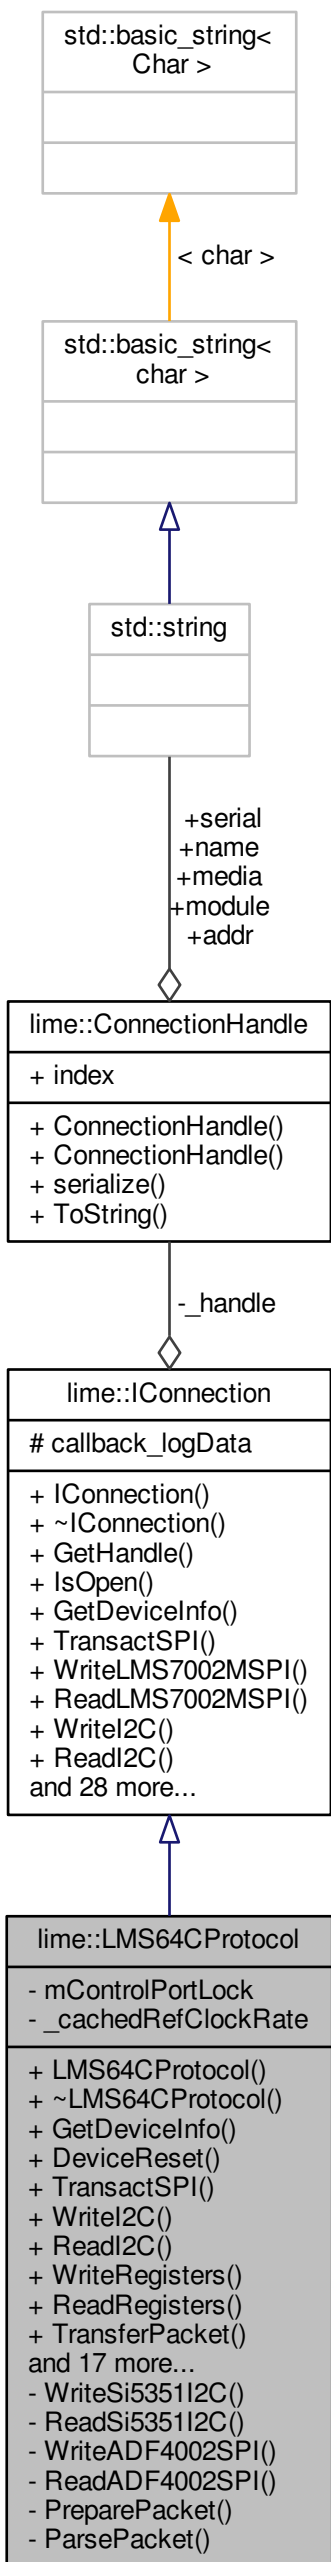 std::basic_string<
Char >
< char >
std::basic_string<
char >
std::string
+serial
+name
+media
+module
+addr
lime::ConnectionHandle
+ index
+ ConnectionHandle()
+ ConnectionHandle()
+ serialize()
+ ToString()
-_handle
lime::IConnection
# callback_logData
+ IConnection()
+ ~IConnection()
+ GetHandle()
+ IsOpen()
+ GetDeviceInfo()
+ TransactSPI()
+ WriteLMS7002MSPI()
+ ReadLMS7002MSPI()
+ WriteI2C()
+ ReadI2C()
and 28 more...
lime::LMS64CProtocol
- mControlPortLock
- _cachedRefClockRate
+ LMS64CProtocol()
+ ~LMS64CProtocol()
+ GetDeviceInfo()
+ DeviceReset()
+ TransactSPI()
+ WriteI2C()
+ ReadI2C()
+ WriteRegisters()
+ ReadRegisters()
+ TransferPacket()
and 17 more...
- WriteSi5351I2C()
- ReadSi5351I2C()
- WriteADF4002SPI()
- ReadADF4002SPI()
- PreparePacket()
- ParsePacket()